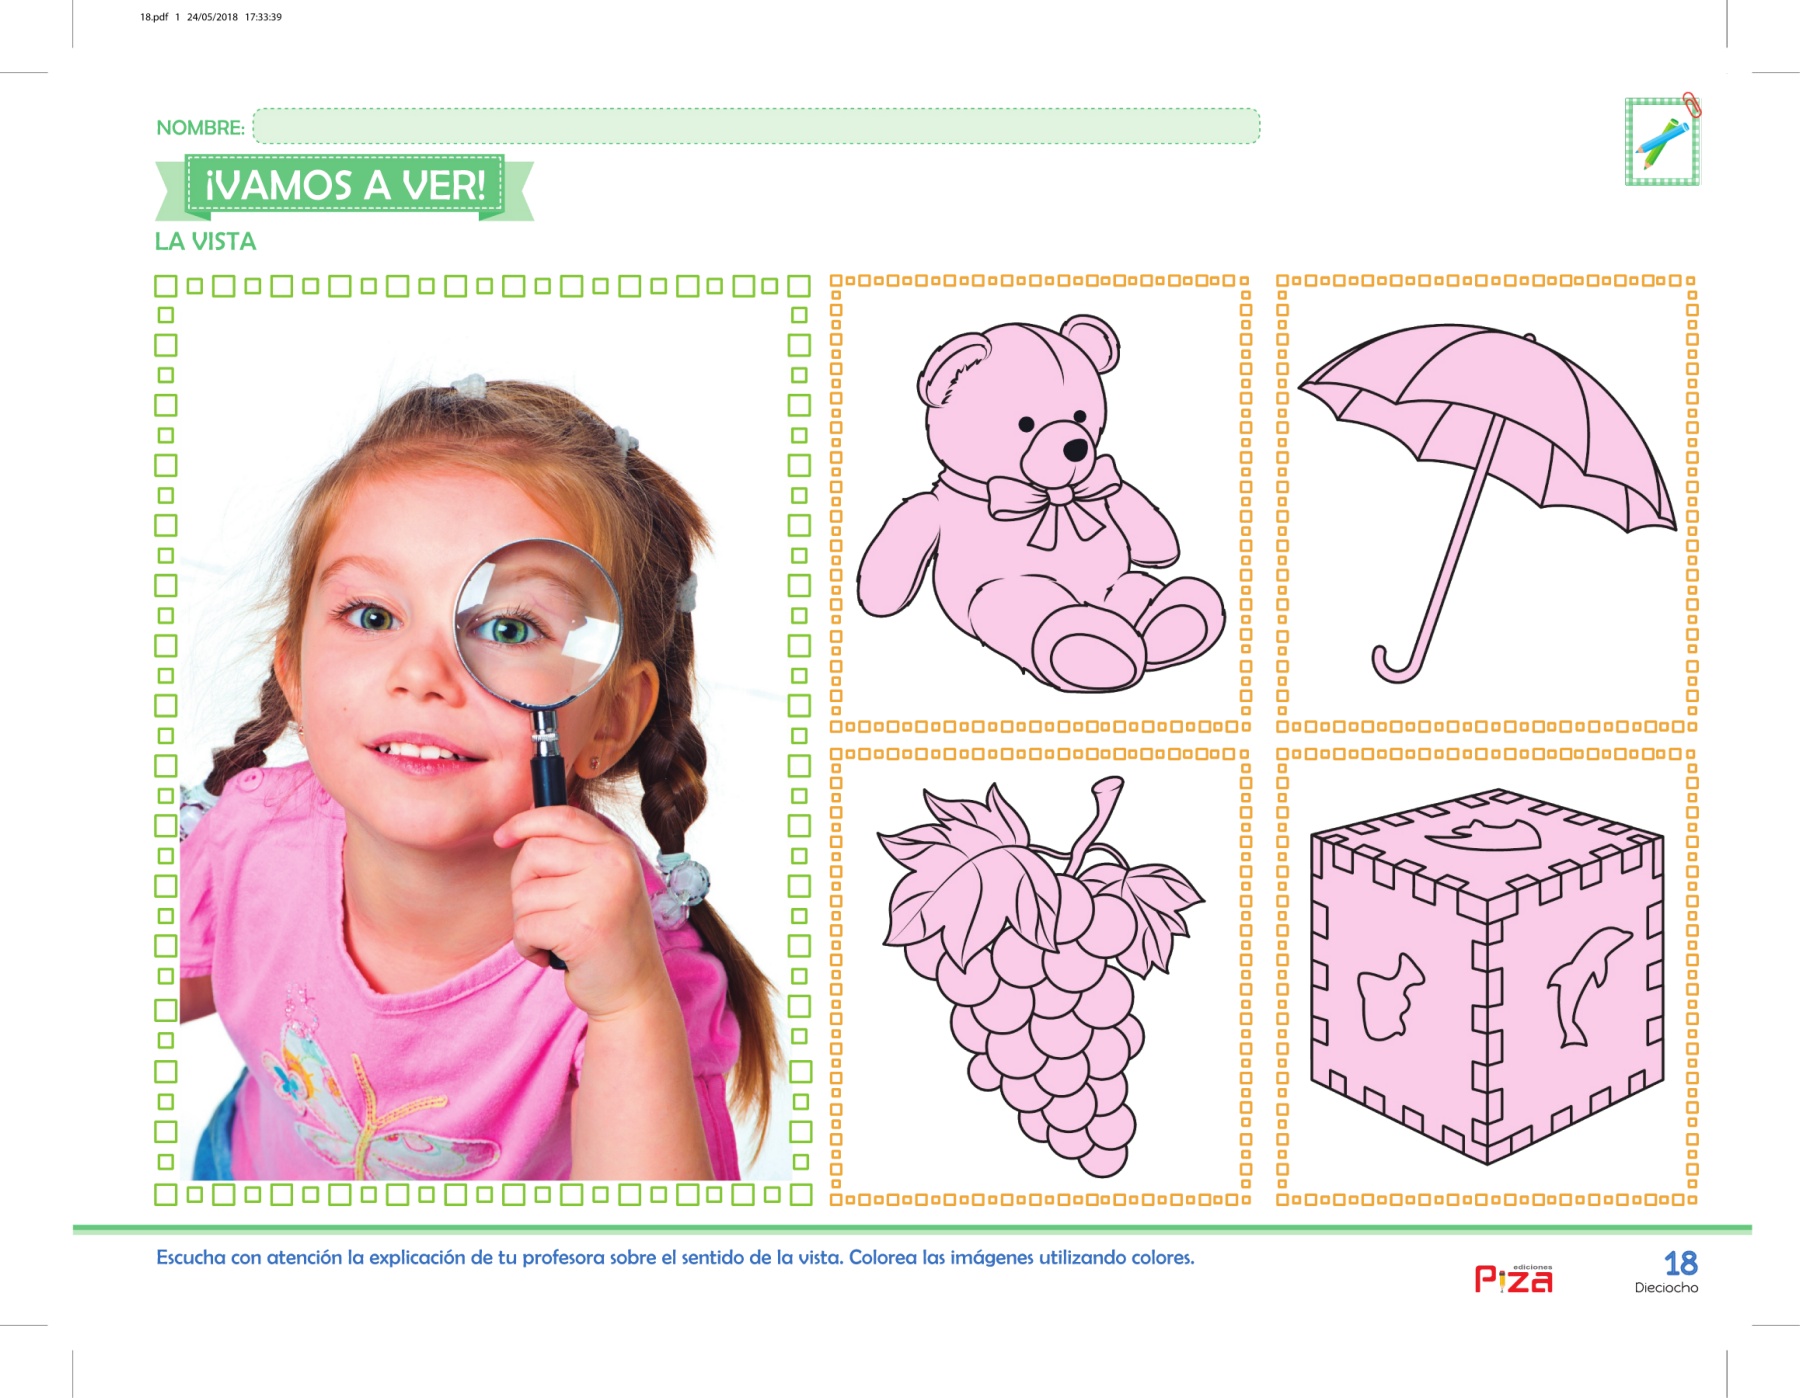 18.pdf 1 24/05/2018 17:33:39
NOMBRE:
¡VAMOS A VER!
LA VISTA
Escucha con atención la explicación de tu profesora sobre el sentido de la vista. Colorea las imágenes utilizando colores.
ediciones
Piza
18
Dieciocho